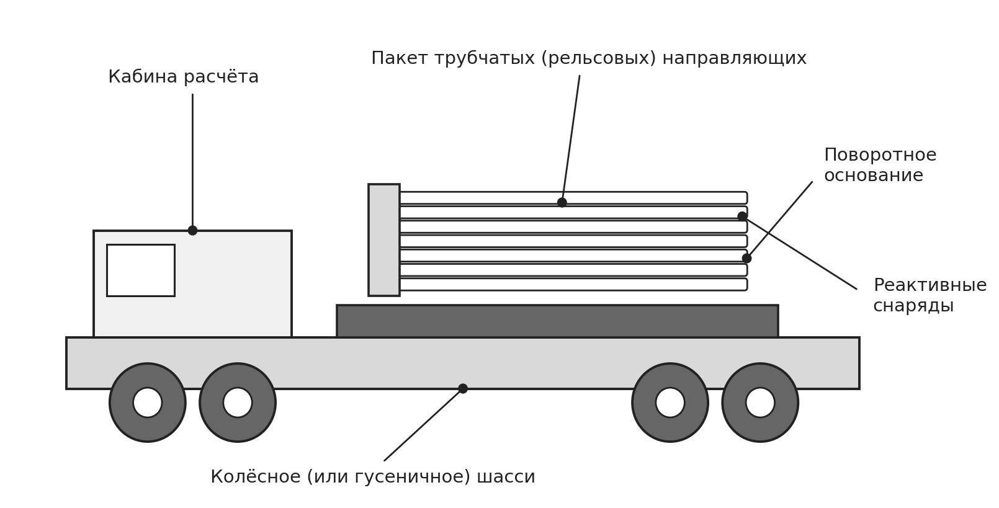 Пакет трубчатых (рельсовых) направляющих
Кабина расчёта
Поворотное
основание
Реактивные
снаряды
Колёсное (или гусеничное) шасси